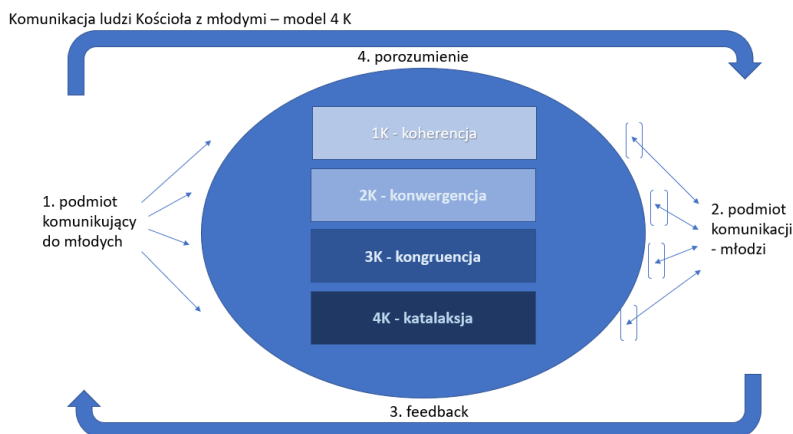 Komunikacja ludzi Kościoła z młodymi – model 4 K
4. porozumienie
1K - koherencja
2K - konwergencja
3K - kongruencja
4K - katalaksja
1. podmiot
komunikujący
do młodych
2. podmiot
komunikacji
- młodzi
3. feedback